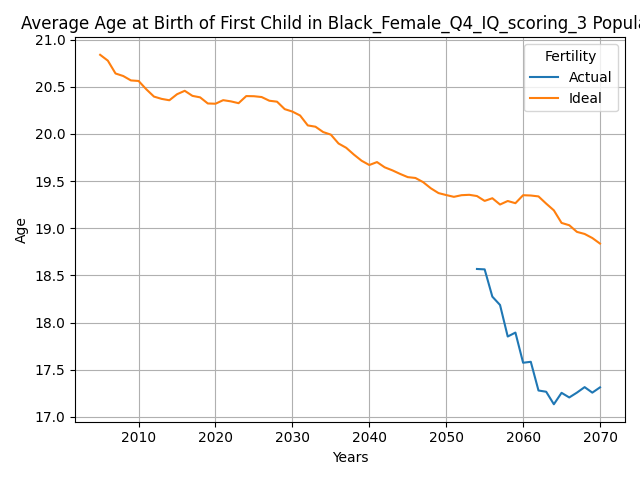 Average Age at Birth of First Child in Black_Female_Q4_IQ_scoring_3 Popula
21.0
20.5
20.0
19.5
19.0
18.5
18.0
17.5
17.0
Age
Fertility
Actual
Ideal
2010 2020 2030 2040 2050 2060 2070
Years